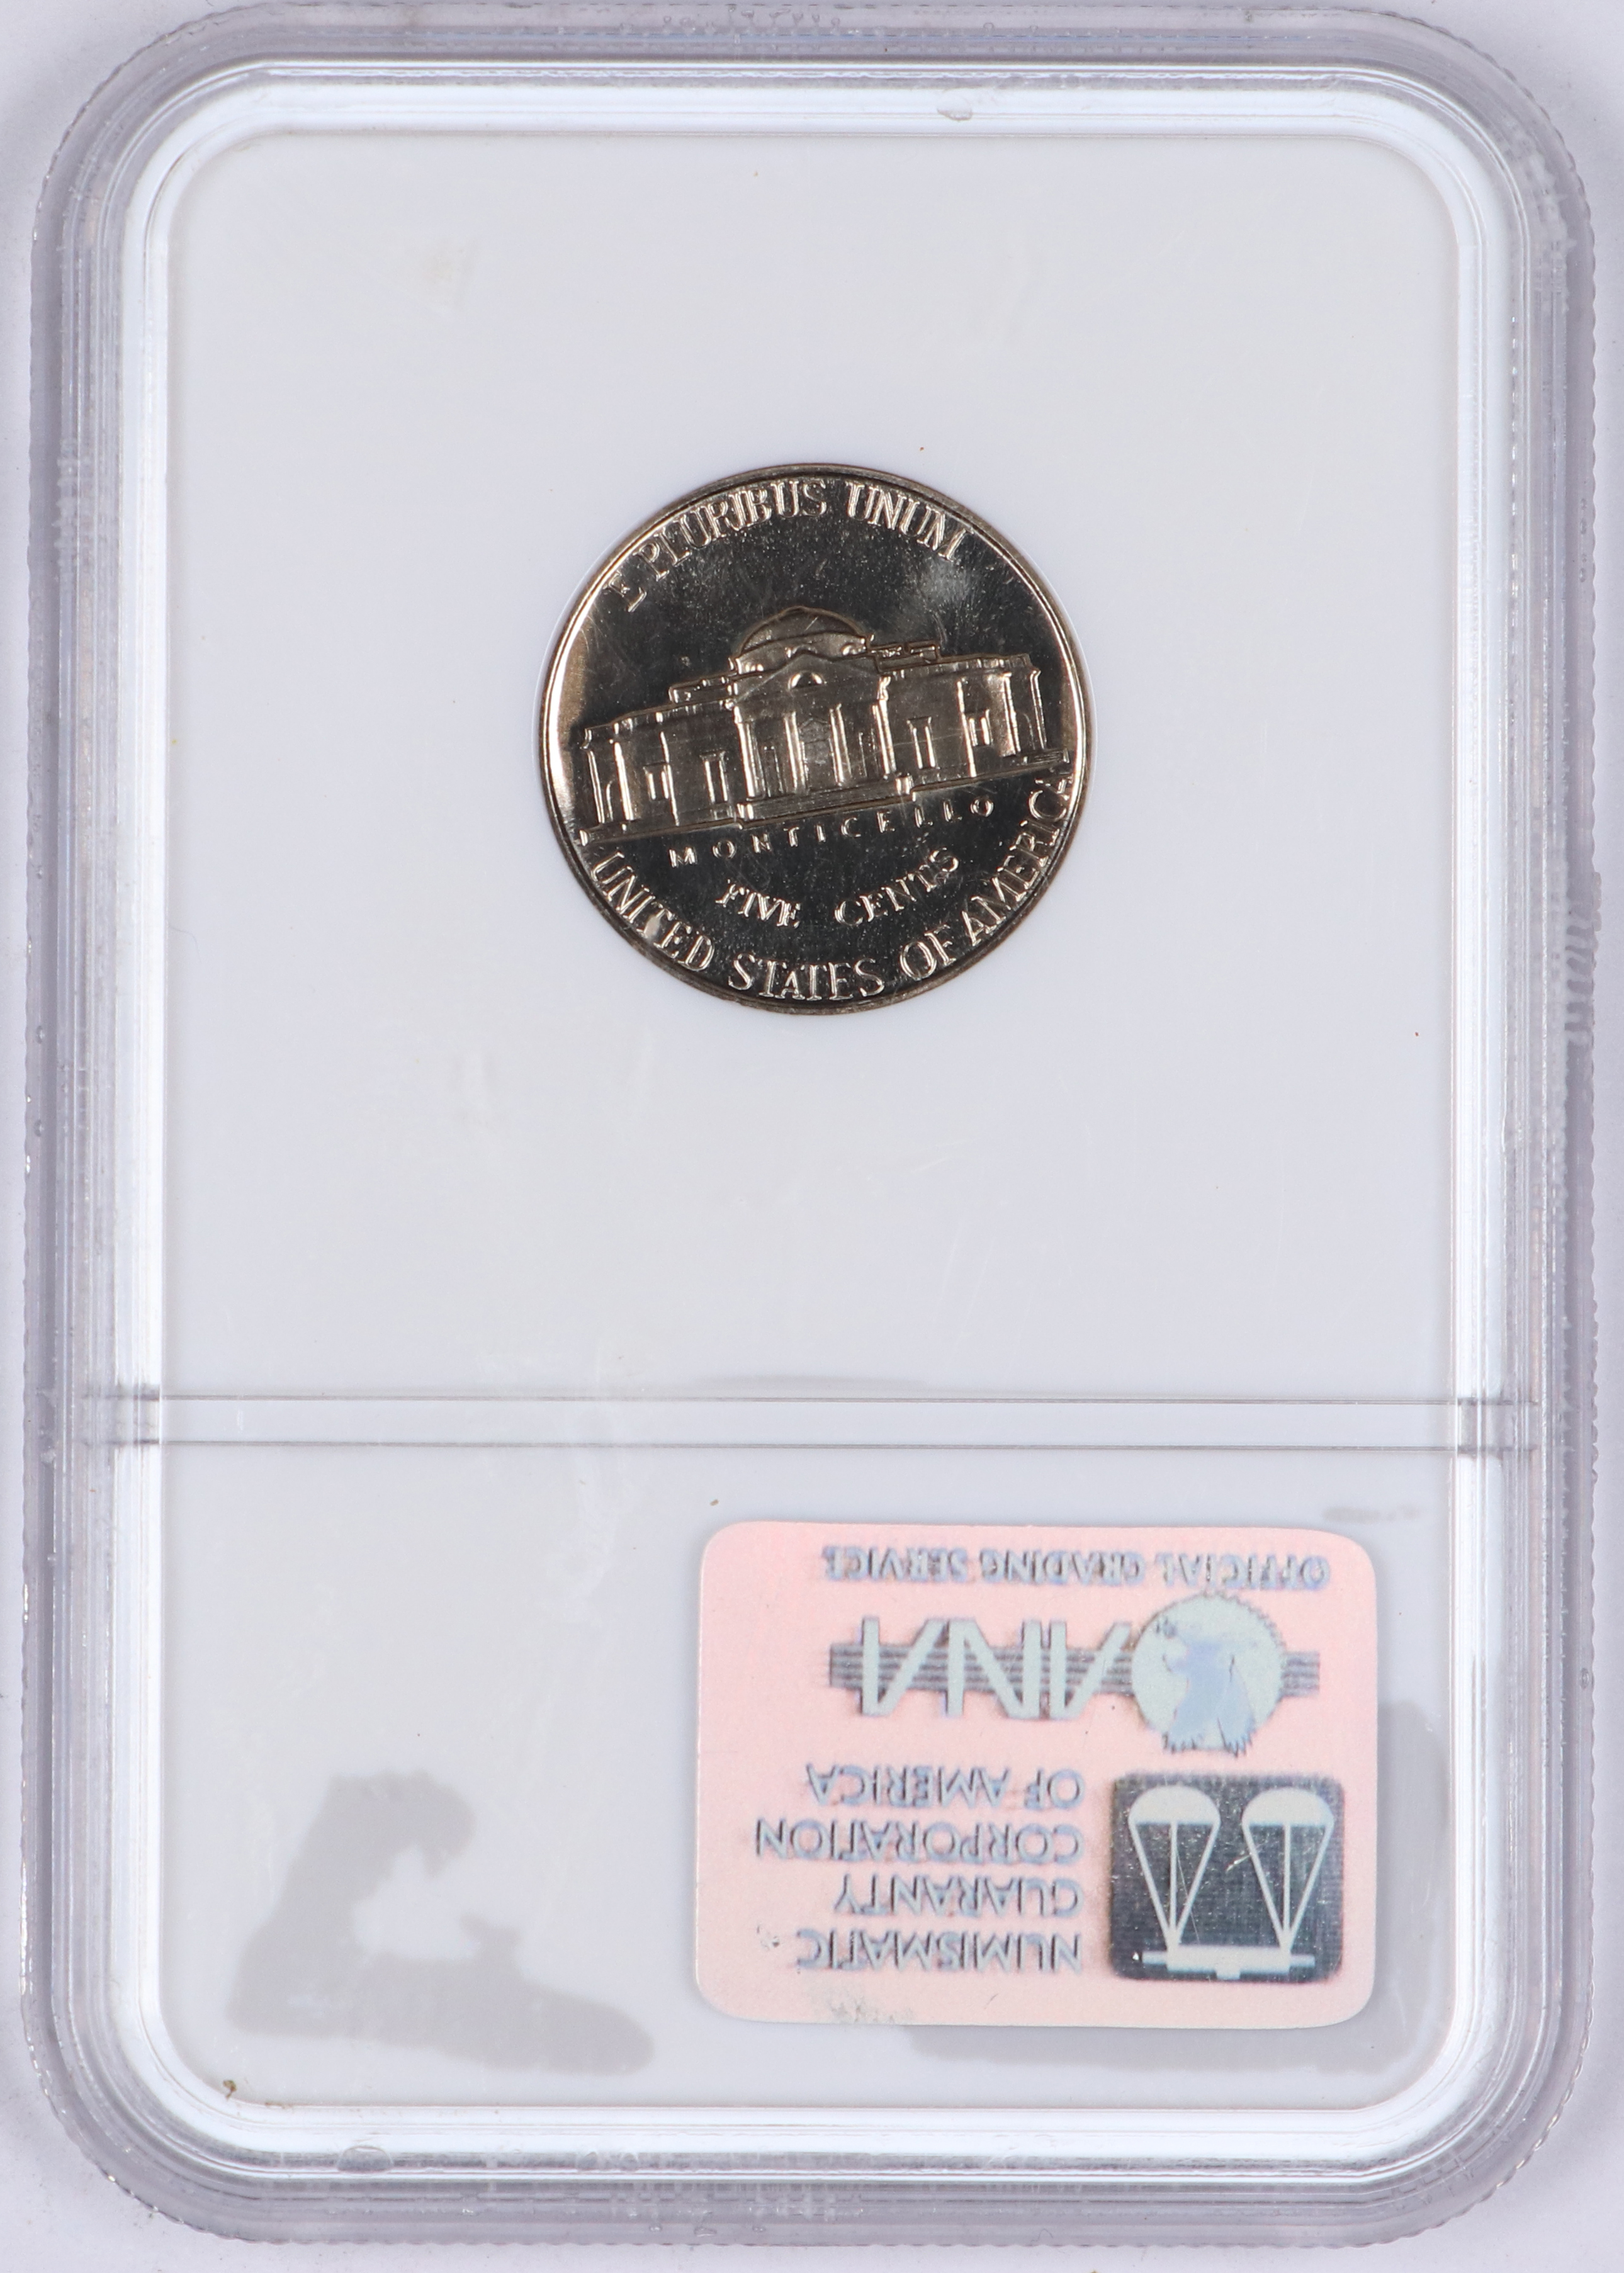 E PLURIBUS UNUM
MONTICELLO
FIVE CENTS
UNITED STATES OF AMERICA
NUMISMATIC
GUARANTY
CORPORATION
OF AMERICA
ANA
OFFICIAL GRADING SERVICE